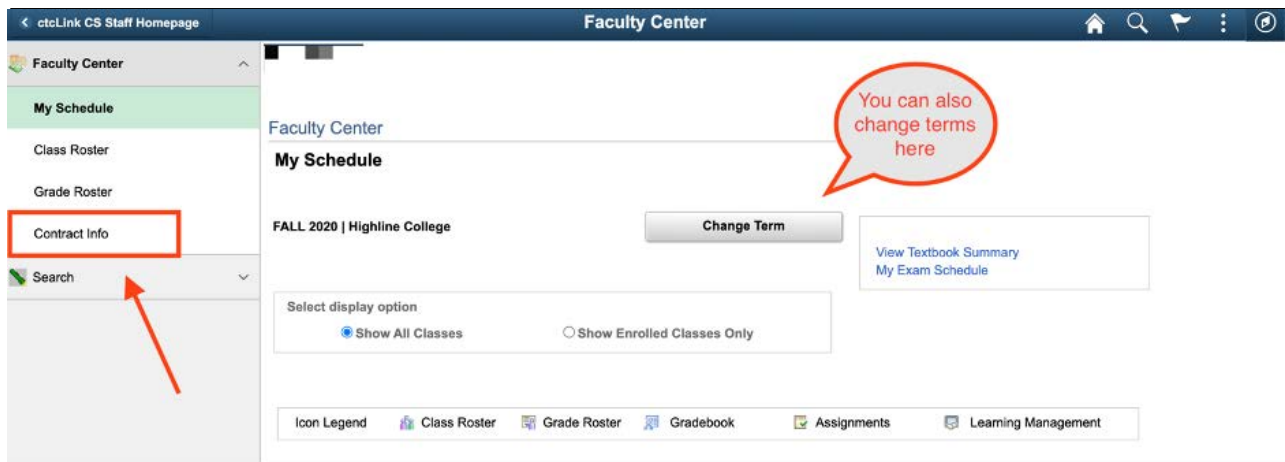 ctcLink CS Staff Homepage
Faculty Center
Faculty Center
My Schedule
Class Roster
Grade Roster
Contract Info
Search
Faculty Center
My Schedule
You can also
change terms
here
FALL 2020 | Highline College
Change Term
View Textbook Summary
My Exam Schedule
Select display option
Show All Classes
Show Enrolled Classes Only
Icon Legend Class Roster Grade Roster Gradebook Assignments Learning Management